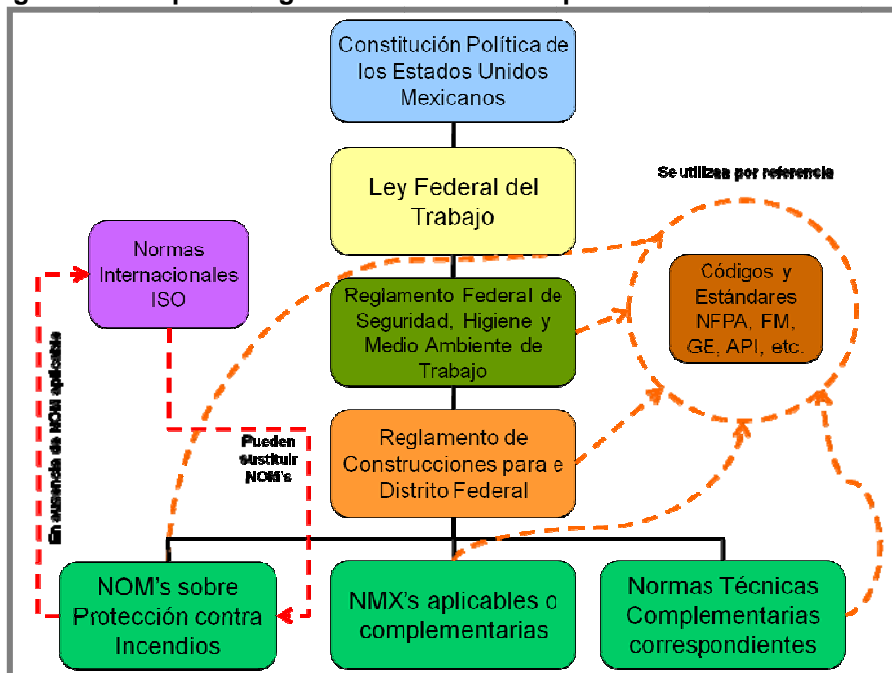 Constitución Política de
los Estados Unidos
Mexicanos
Ley Federal del
Trabajo
Se utilizan por referencia
Normas
Internacionales
ISO
Reglamento Federal de
Seguridad, Higiene y
Medio Ambiente de
Trabajo
Códigos y
Estándares
NFPA, FM,
GE, API, etc.
En ausencia de NOM aplicable
Pueden
sustituir
NOM's
Reglamento de
Construcciones para e
Distrito Federal
NOM's sobre
Protección contra
Incendios
NMX's aplicables o
complementarias
Normas Técnicas
Complementarias
correspondientes